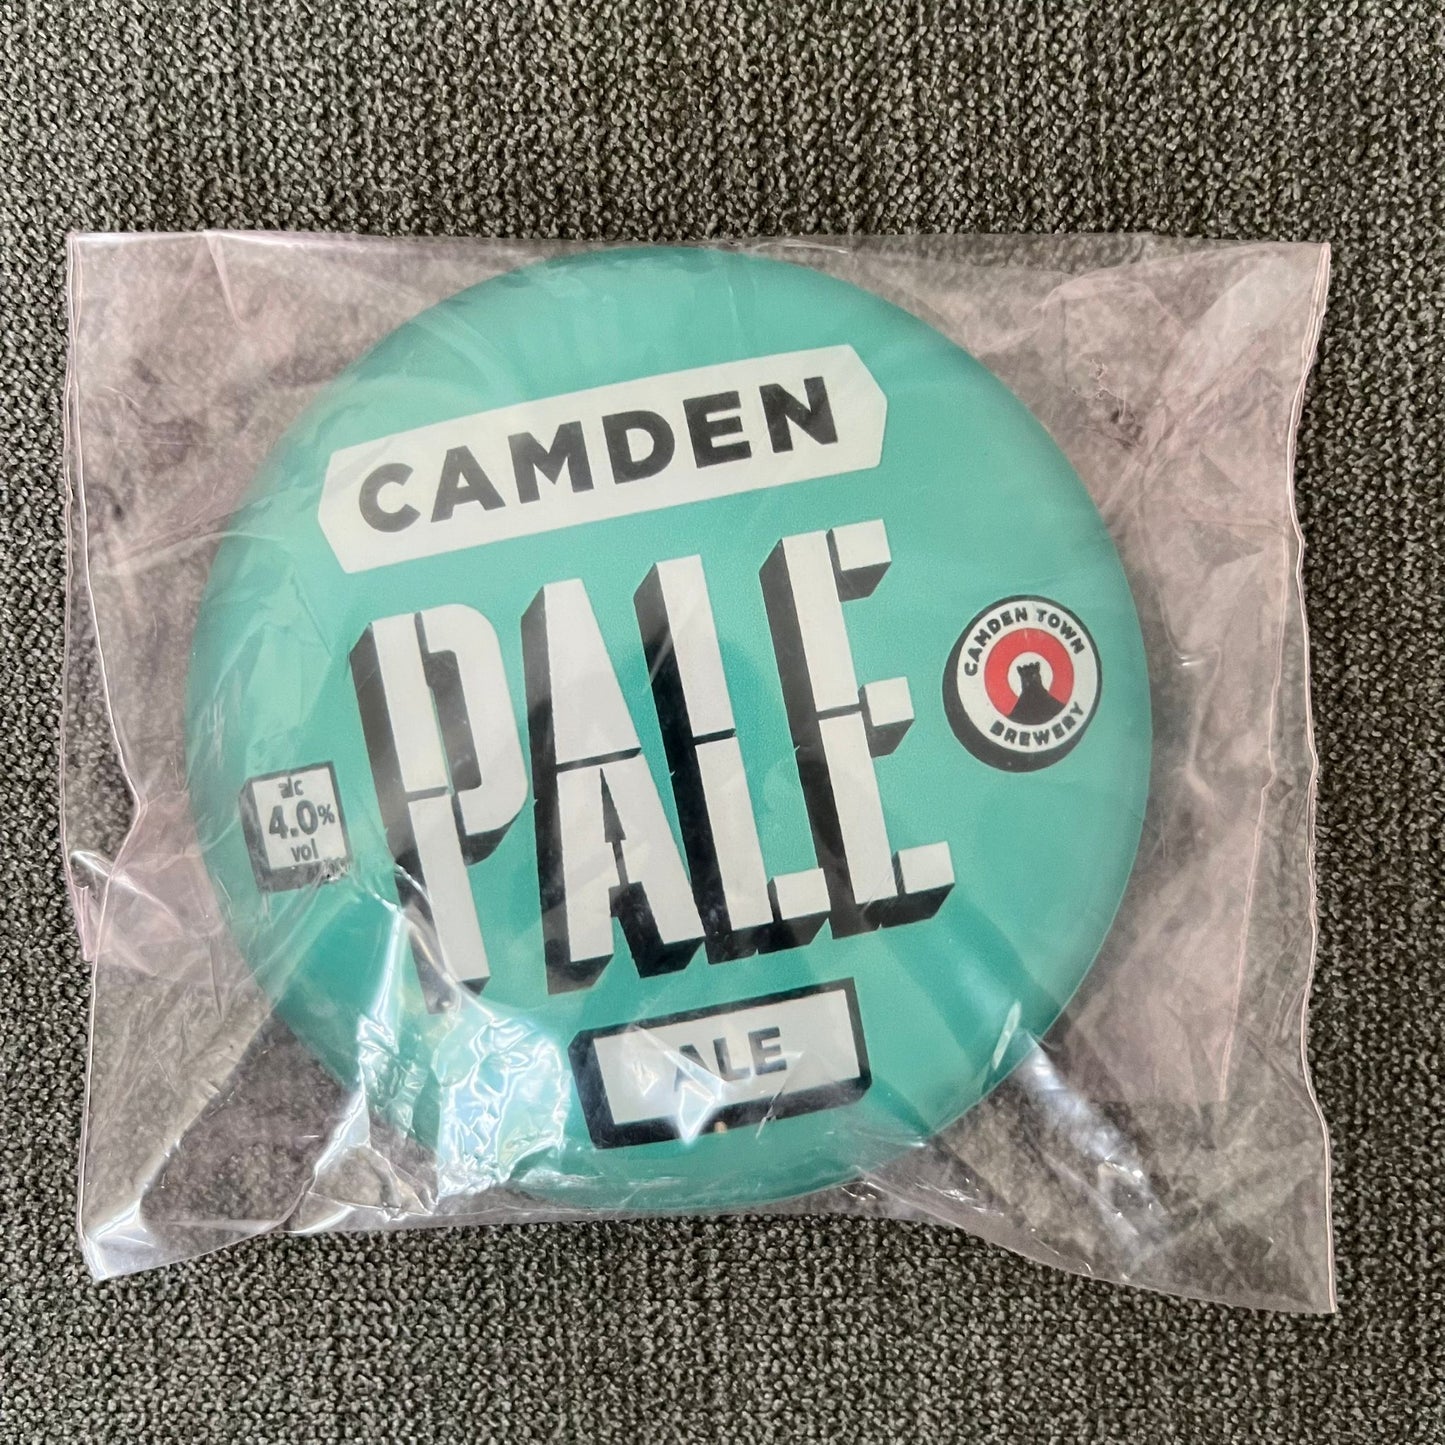 CAMDEN
PALE
CAMDEN TOWN
BREWERY
alc
4.0%
vol
ALE